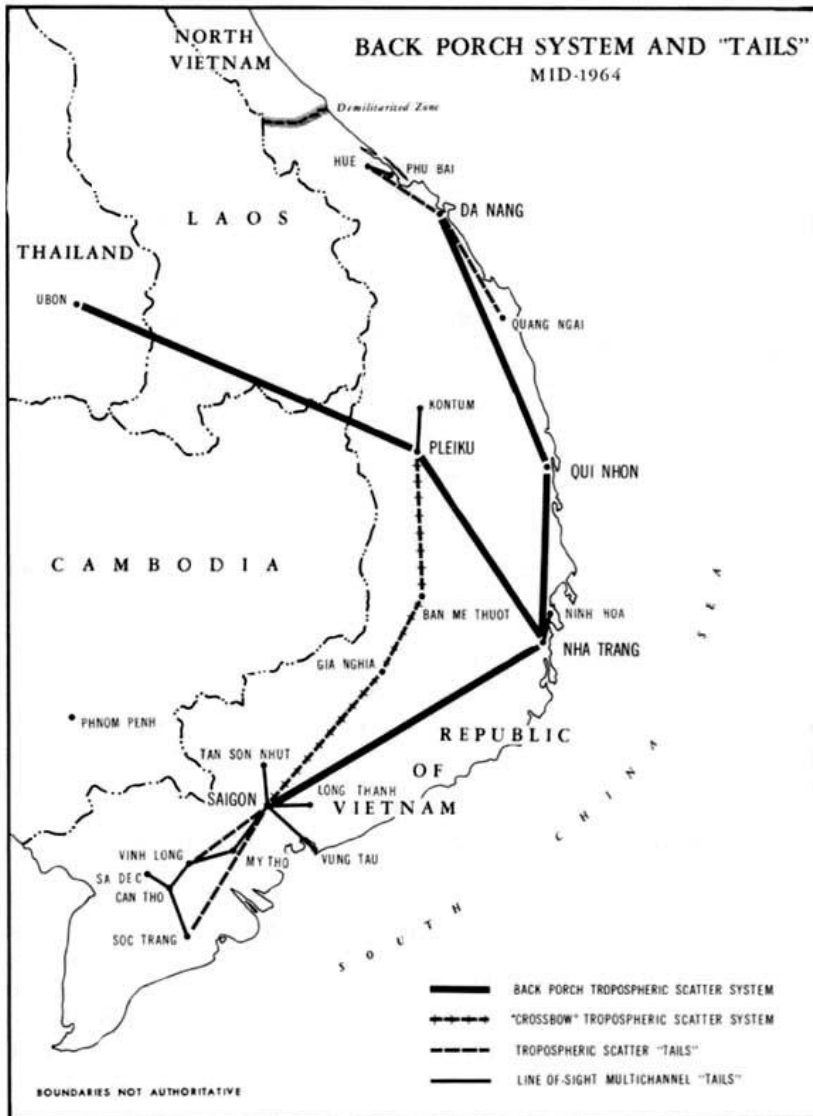 BACK PORCH SYSTEM AND "TAILS"
MID-1964
NORTH
VIETNAM
Demilitarized Zone
HUE
PHU BAI
DA NANG
LAOS
THAILAND
UBON
QUANG NGAI
KONTUM
PLEIKU
QUI NHON
CAMBODIA
BAN ME THUOT
NINH HOA
NHA TRANG
GIA NGHIA
PHNOM PENH
REPUBLIC
OF
VIETNAM
TAN SON NHUT
SAIGON
LONG THANH
VINH LONG
MY THO
VUNG TAU
SA DEC
CAN THO
SOC TRANG
SOUTH CHINA SEA
BACK PORCH TROPOSPHERIC SCATTER SYSTEM
"CROSSBOW" TROPOSPHERIC SCATTER SYSTEM
TROPOSPHERIC SCATTER "TAILS"
LINE OF-SIGHT MULTICHANNEL "TAILS"
BOUNDARIES NOT AUTHORITATIVE